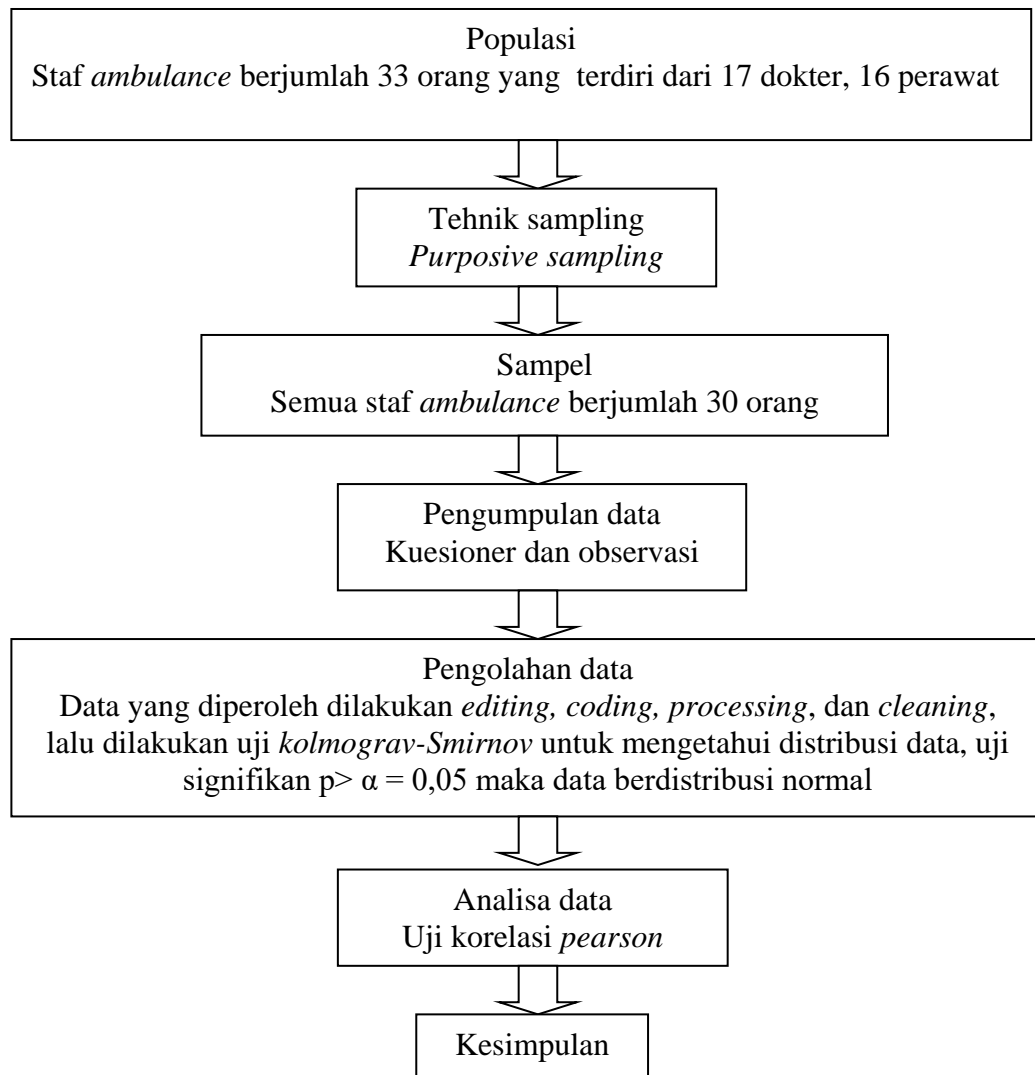 Populasi
Staf ambulance berjumlah 33 orang yang  terdiri dari 17 dokter, 16 perawat
Tehnik sampling
Purposive sampling
Sampel
Semua staf ambulance berjumlah 30 orang
Pengumpulan data
Kuesioner dan observasi
Pengolahan data
Data yang diperoleh dilakukan editing, coding, processing, dan cleaning,
lalu dilakukan uji kolmograv-Smirnov untuk mengetahui distribusi data, uji
signifikan p> α = 0,05 maka data berdistribusi normal
Analisa data
Uji korelasi pearson
Kesimpulan